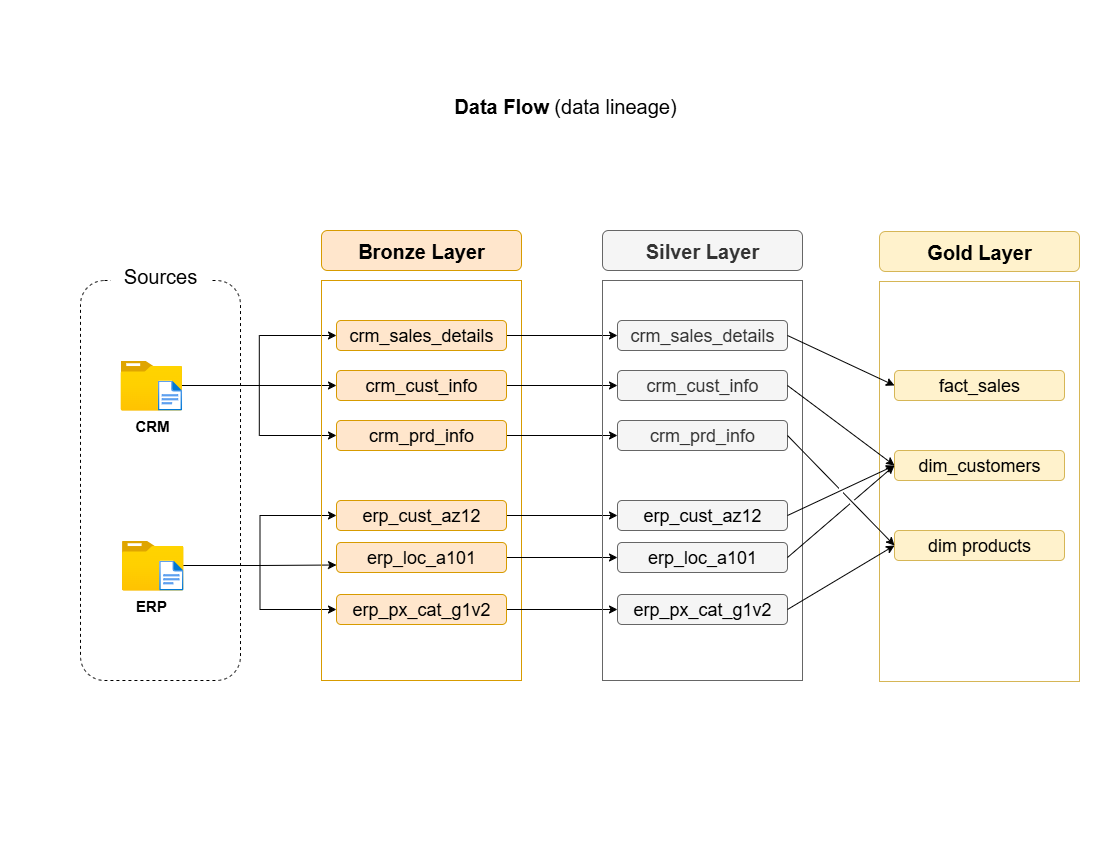 Data Flow (data lineage)
Sources
CRM
ERP
Bronze Layer
crm_sales_details
crm_cust_info
crm_prd_info
erp_cust_az12
erp_loc_a101
erp_px_cat_g1v2
Silver Layer
crm_sales_details
crm_cust_info
crm_prd_info
erp_cust_az12
erp_loc_a101
erp_px_cat_g1v2
Gold Layer
fact_sales
dim_customers
dim products